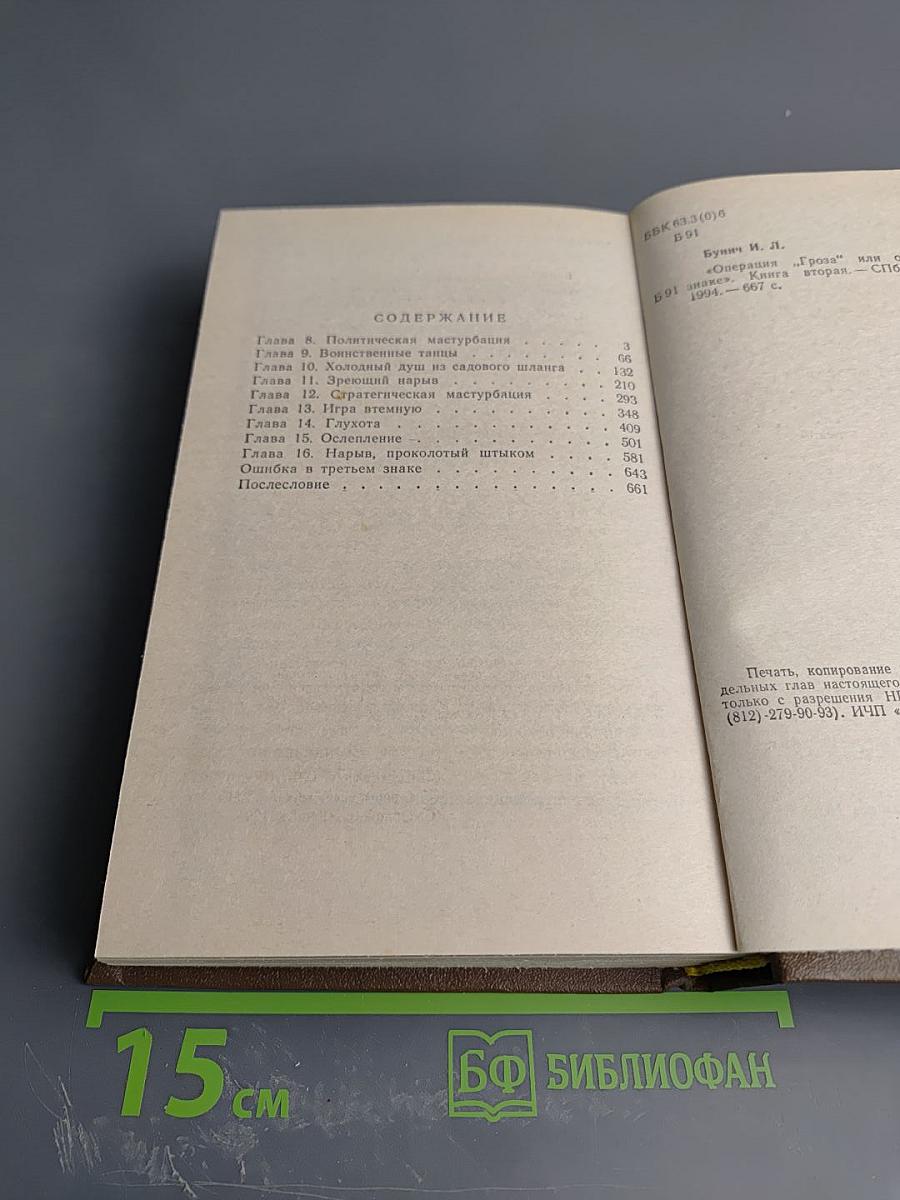 СОДЕРЖАНИЕ
Глава 8. Политическая мастурбация . . . . . 3
Глава 9. Воинственные танцы . . . . . . . 66
Глава 10. Холодный душ из садового шланга . . 132
Глава 11. Зреющий нарыв . . . . . . . . 210
Глава 12. Стратегическая мастурбация . . . . 293
Глава 13. Игра втемную . . . . . . . . . 348
Глава 14. Глухота . . . . . . . . . . . 409
Глава 15. Ослепление . . . . . . . . . . 501
Глава 16. Нарыв, проколотый штыком . . . . 581
Ошибка в третьем знаке . . . . . . . . . 643
Послесловие . . . . . . . . . . . . . 661
ББК 63.3(0)6
Б 91
Бунич И. Л.
«Операция „Гроза“ или о
Б 91 знаке». Книга вторая. — СПб
1994. — 667 с.
Печать, копирование
дельных глав настоящего
только с разрешения
(812)-279-90-93). ИЧП «
15 см
БФ БИБЛИОФАН